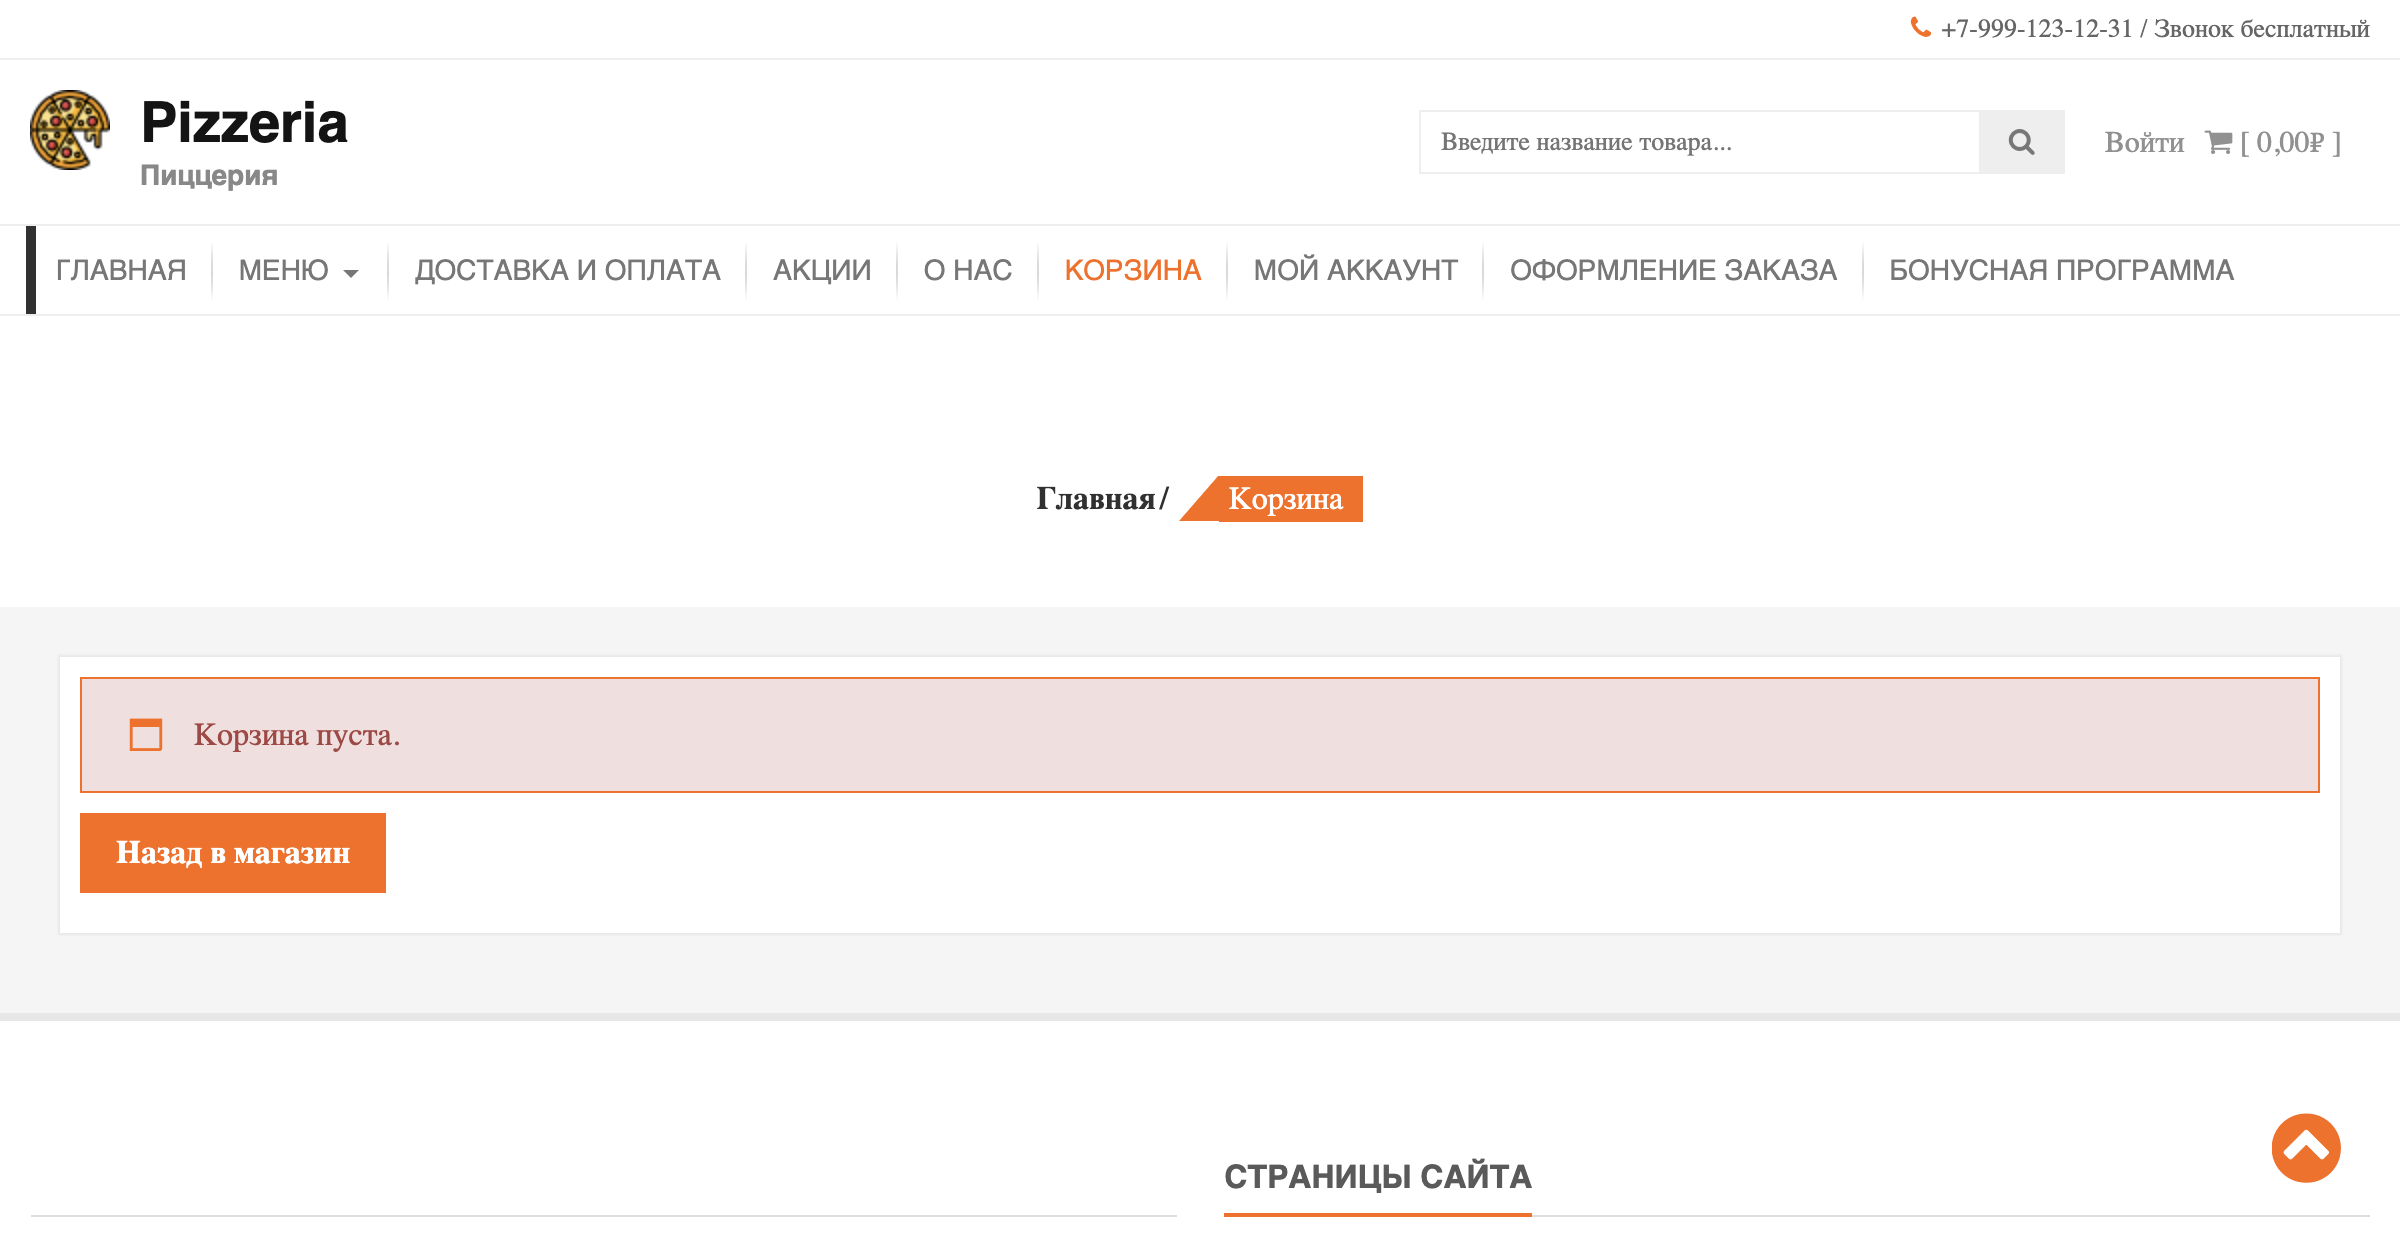 +7-999-123-12-31 / Звонок бесплатный
Pizzeria
Пиццерия
Введите название товара...
Войти [ 0,00₽ ]
ГЛАВНАЯ МЕНЮ ДОСТАВКА И ОПЛАТА АКЦИИ О НАС КОРЗИНА МОЙ АККАУНТ ОФОРМЛЕНИЕ ЗАКАЗА БОНУСНАЯ ПРОГРАММА
Главная / Корзина
Корзина пуста.
Назад в магазин
СТРАНИЦЫ САЙТА